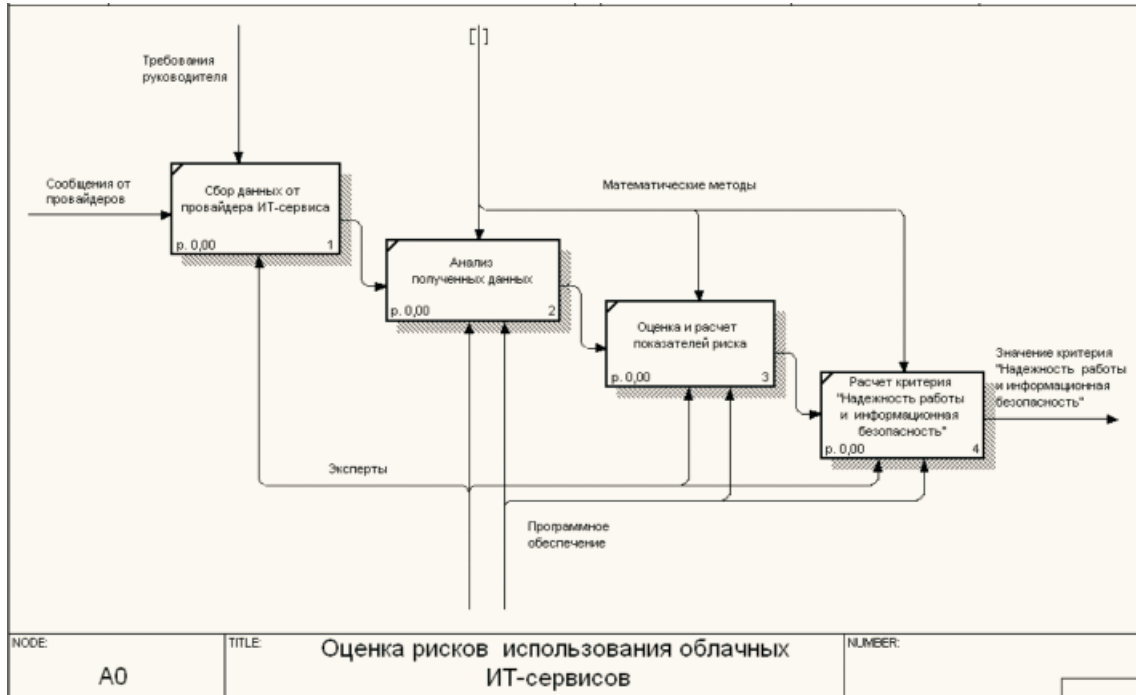 Требования
руководителя
[ ]
Сообщения от
провайдеров
Сбор данных от
провайдера ИТ-сервиса
р. 0,00 1
Математические методы
Анализ
полученных данных
р. 0,00 2
Оценка и расчет
показателей риска
р. 0,00 3
Значение критерия
"Надежность работы
и информационная
безопасность"
Расчет критерия
"Надежность работы
и информационная
безопасность"
р. 0,00 4
Эксперты
Программное
обеспечение
NODE: TITLE: NUMBER:
A0
Оценка рисков использования облачных
ИТ-сервисов